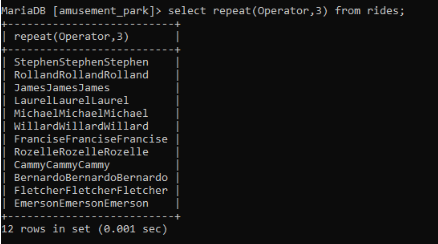 MariaDB [amusement_park]> select repeat(Operator,3) from rides;
+---------------------------+
| repeat(Operator,3)        |
+---------------------------+
| StephenStephenStephen     |
| RollandRollandRolland     |
| JamesJamesJames           |
| LaurelLaurelLaurel        |
| MichaelMichaelMichael     |
| WillardWillardWillard     |
| FranciseFranciseFrancise  |
| RozelleRozelleRozelle     |
| CammyCammyCammy           |
| BernardoBernardoBernardo  |
| FletcherFletcherFletcher  |
| EmersonEmersonEmerson     |
+---------------------------+
12 rows in set (0.001 sec)